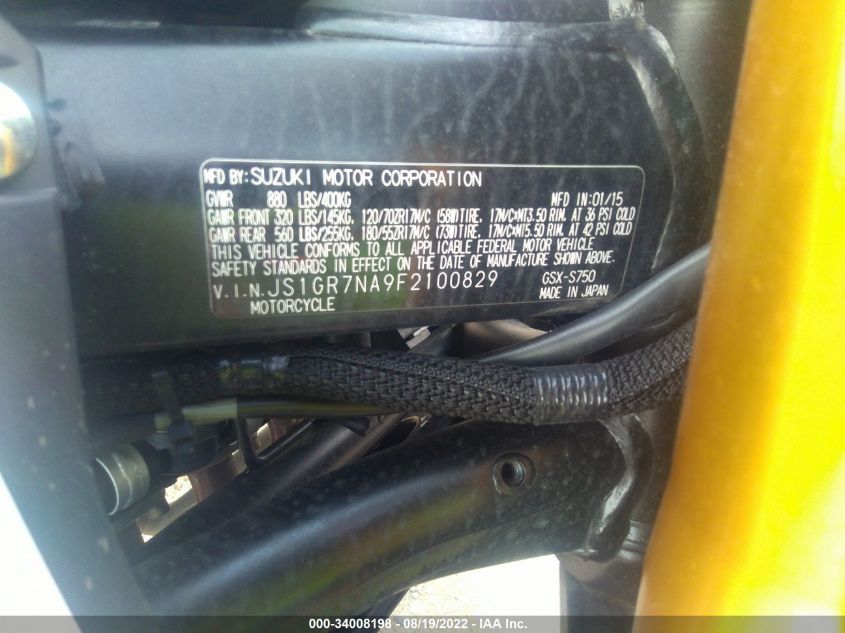 MFD BY: SUZUKI MOTOR CORPORATION
GVWR 880 LBS/400KG MFD IN:01/15
GAWR FRONT 320 LBS/145KG, 120/70ZR17M/C (58W)TIRE, 17M/C×MT3.50 RIM, AT 36 PSI COLD
GAWR REAR 560 LBS/255KG, 180/55ZR17M/C (73W)TIRE, 17M/C×MT5.50 RIM, AT 42 PSI COLD
THIS VEHICLE CONFORMS TO ALL APPLICABLE FEDERAL MOTOR VEHICLE
SAFETY STANDARDS IN EFFECT ON THE DATE OF MANUFACTURE SHOWN ABOVE.
V.I.N. JS1GR7NA9F2100829 GSX-S750
MOTORCYCLE MADE IN JAPAN
000-34008198 - 08/19/2022 - IAA Inc.